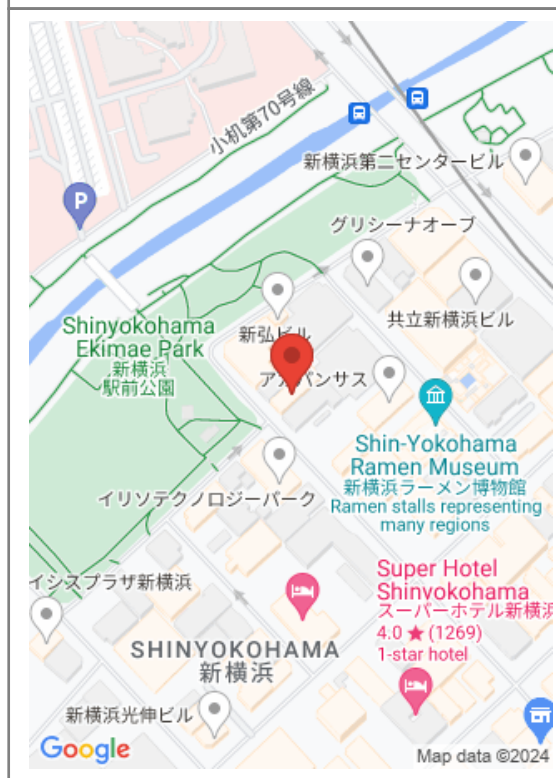 小机第70号線
P
新横浜第二センタービル
グリシーナオーブ
共立新横浜ビル
新弘ビル
Shinyokohama
Ekimae Park
新横浜
駅前公園
Shin-Yokohama
Ramen Museum
新横浜ラーメン博物館
Ramen stalls representing
many regions
イリソテクノロジーパーク
Super Hotel
Shinyokohama
スーパーホテル新横浜
4.0 ★ (1269)
1-star hotel
イシスプラザ新横浜
SHINYOKOHAMA
新横浜
新横浜光伸ビル
Google
Map data ©2024